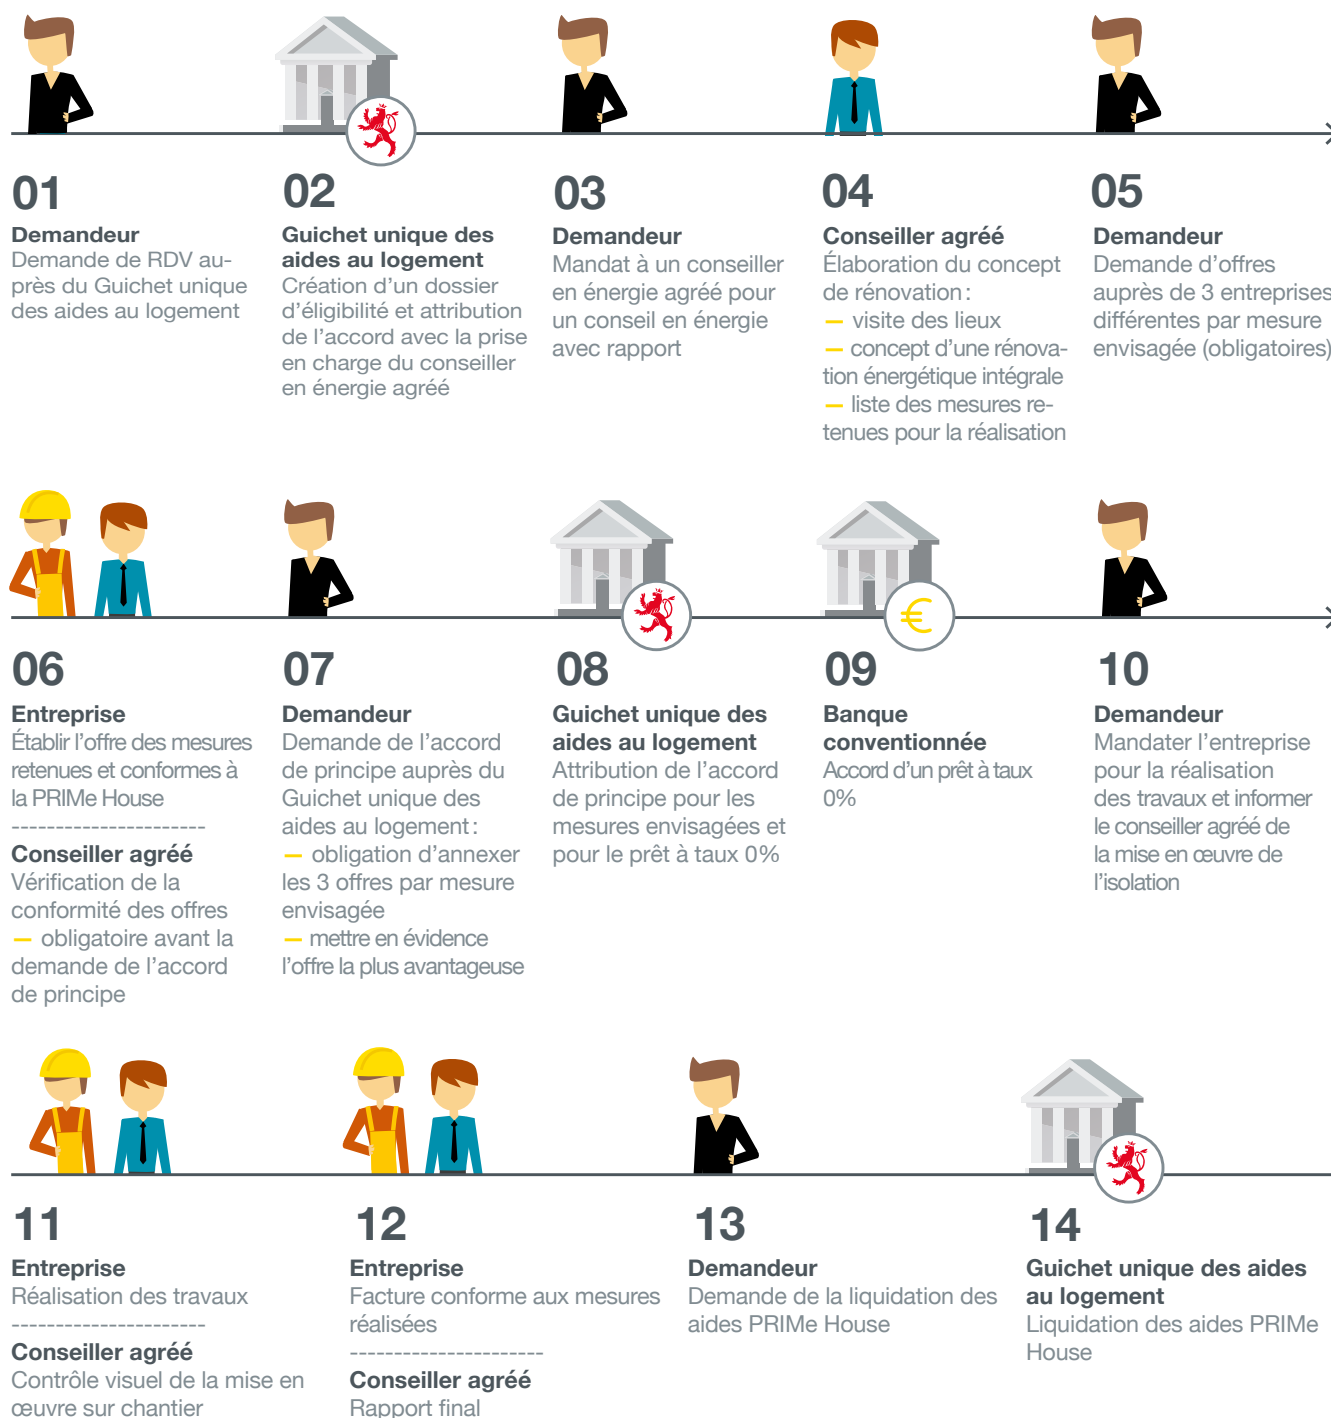 01
Demandeur
Demande de RDV au-
près du Guichet unique
des aides au logement
02
Guichet unique des
aides au logement
Création d'un dossier
d'éligibilité et attribution
de l'accord avec la prise
en charge du conseiller
en énergie agréé
03
Demandeur
Mandat à un conseiller
en énergie agréé pour
un conseil en énergie
avec rapport
04
Conseiller agréé
Élaboration du concept
de rénovation :
— visite des lieux
— concept d'une rénova-
tion énergétique intégrale
— liste des mesures re-
tenues pour la réalisation
05
Demandeur
Demande d'offres
auprès de 3 entreprises
différentes par mesure
envisagée (obligatoires)
06
Entreprise
Établir l'offre des mesures
retenues et conformes à
la PRIMe House
----------------------
Conseiller agréé
Vérification de la
conformité des offres
— obligatoire avant la
demande de l'accord
de principe
07
Demandeur
Demande de l'accord
de principe auprès du
Guichet unique des
aides au logement :
— obligation d'annexer
les 3 offres par mesure
envisagée
— mettre en évidence
l'offre la plus avantageuse
08
Guichet unique des
aides au logement
Attribution de l'accord
de principe pour les
mesures envisagées et
pour le prêt à taux 0%
€
09
Banque
conventionnée
Accord d'un prêt à taux
0%
10
Demandeur
Mandater l'entreprise
pour la réalisation
des travaux et informer
le conseiller agréé de
la mise en œuvre de
l'isolation
11
Entreprise
Réalisation des travaux
----------------------
Conseiller agréé
Contrôle visuel de la mise en
œuvre sur chantier
12
Entreprise
Facture conforme aux mesures
réalisées
----------------------
Conseiller agréé
Rapport final
13
Demandeur
Demande de la liquidation des
aides PRIMe House
14
Guichet unique des aides
au logement
Liquidation des aides PRIMe
House